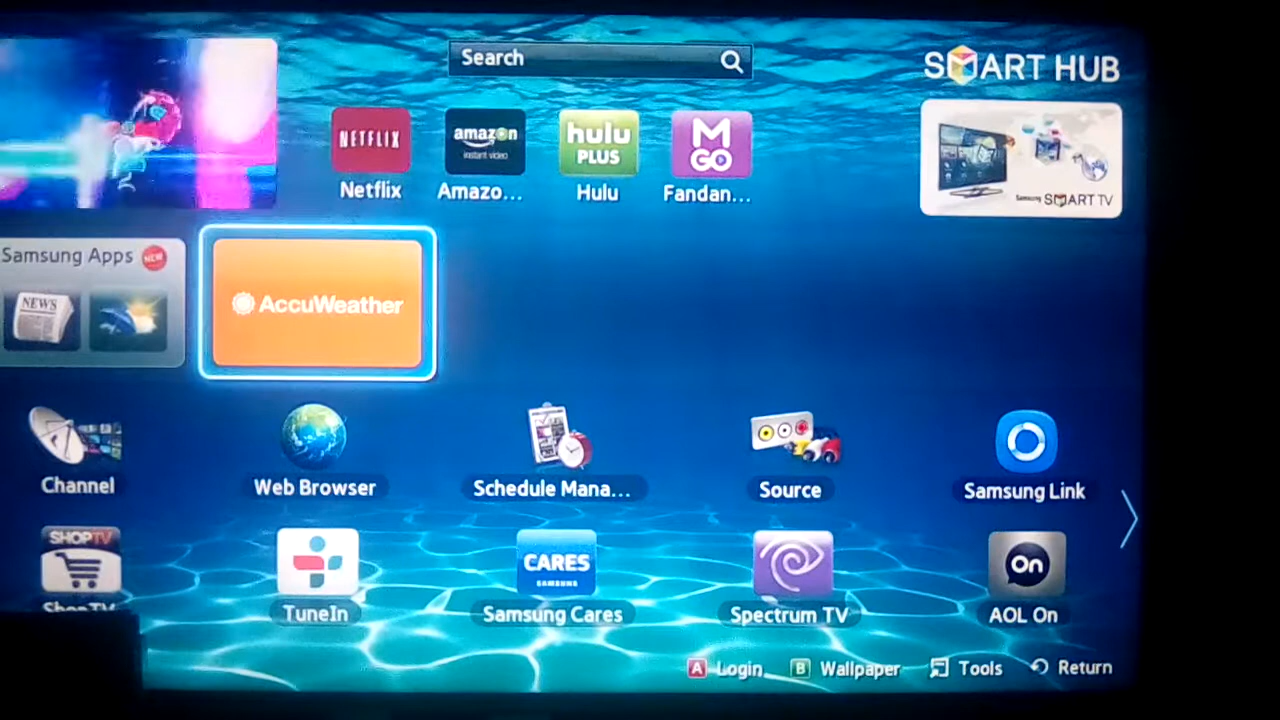 Search
SMART HUB
NETFLIX
amazon
instant video
hulu
PLUS
M
GO
Netflix
Amazo...
Hulu
Fandan...
Samsung SMART TV
Samsung Apps
NEW
NEWS
AccuWeather
Channel
Web Browser
Schedule Mana...
Source
Samsung Link
SHOPTV
CARES
SAMSUNG
On
ShopTV
TuneIn
Samsung Cares
Spectrum TV
AOL On
A Login
B Wallpaper
Tools
Return